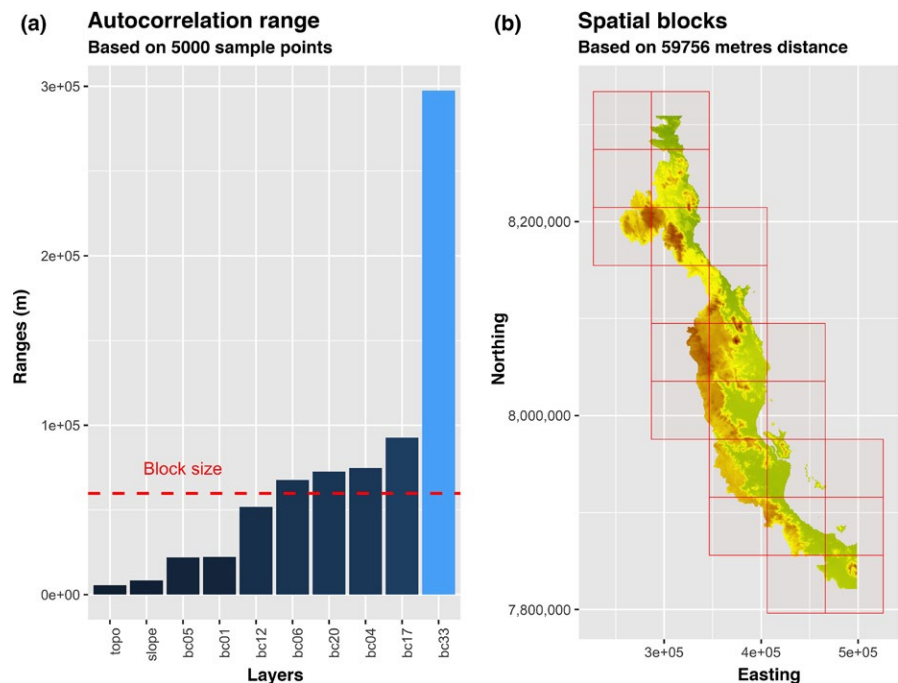 (a)
Autocorrelation range
Based on 5000 sample points
3e+05
2e+05
1e+05
0e+00
Ranges (m)
Block size
topo
slope
bc05
bc01
bc12
bc06
bc20
bc04
bc17
bc33
Layers
(b)
Spatial blocks
Based on 59756 metres distance
8,200,000
8,000,000
7,800,000
Northing
3e+05
4e+05
5e+05
Easting